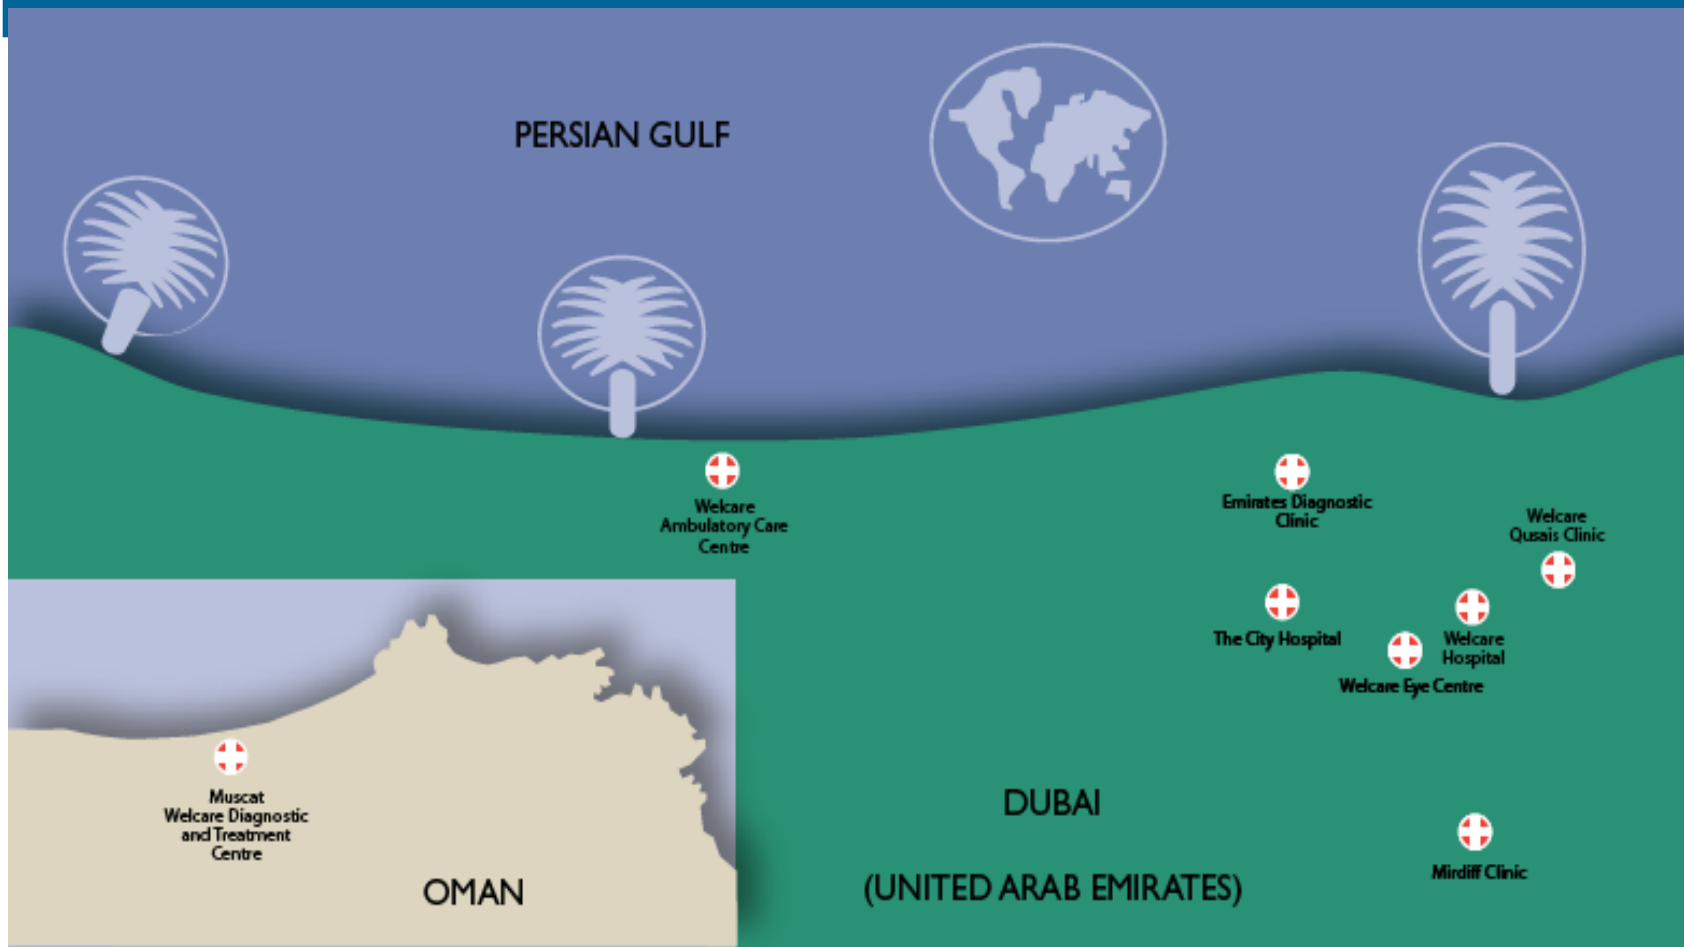 PERSIAN GULF
Welcare
Ambulatory Care
Centre
Emirates Diagnostic
Clinic
Welcare
Qusais Clinic
The City Hospital
Welcare
Hospital
Welcare Eye Centre
Muscat
Welcare Diagnostic
and Treatment
Centre
OMAN
DUBAI
(UNITED ARAB EMIRATES)
Mirdiff Clinic